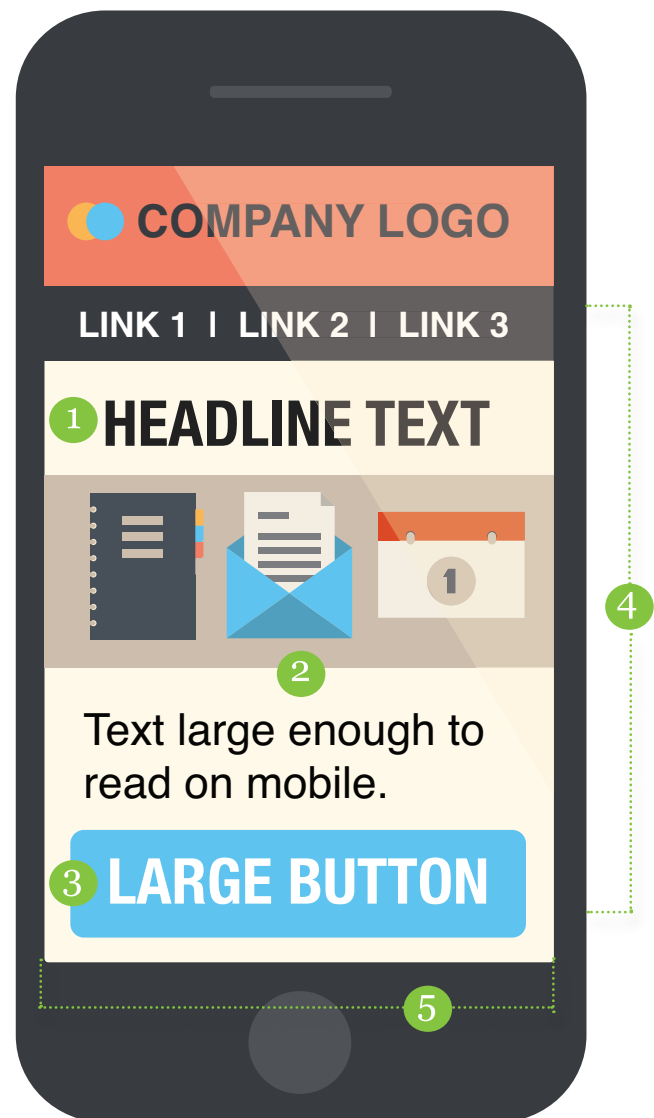 COMPANY LOGO
LINK 1 | LINK 2 | LINK 3
1 HEADLINE TEXT
1
2
Text large enough to
read on mobile.
3 LARGE BUTTON
4
5